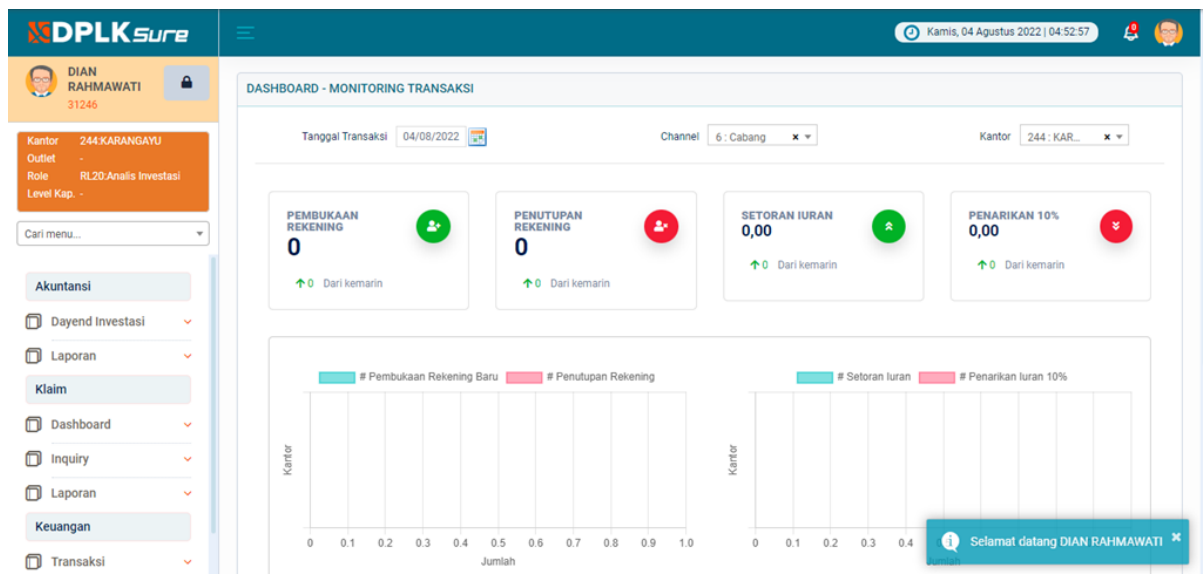 DPLK Sure
Kamis, 04 Agustus 2022 | 04:52:57
DIAN
RAHMAWATI
31246
Kantor 244:KARANGAYU
Outlet -
Role RL20:Analis Investasi
Level Kap. -
Cari menu...
Akuntansi
Dayend Investasi
Laporan
Klaim
Dashboard
Inquiry
Laporan
Keuangan
Transaksi
DASHBOARD - MONITORING TRANSAKSI
Tanggal Transaksi 04/08/2022 Channel 6 : Cabang × Kantor 244 : KAR... ×
PEMBUKAAN
REKENING
0
0 Dari kemarin
PENUTUPAN
REKENING
0
0 Dari kemarin
SETORAN IURAN
0,00
0 Dari kemarin
PENARIKAN 10%
0,00
0 Dari kemarin
# Pembukaan Rekening Baru # Penutupan Rekening
Kantor
0 0.1 0.2 0.3 0.4 0.5 0.6 0.7 0.8 0.9 1.0
Jumlah
# Setoran Iuran # Penarikan Iuran 10%
Kantor
0 0.1 0.2 0.3 0.4
Jumlah
Selamat datang DIAN RAHMAWATI ×